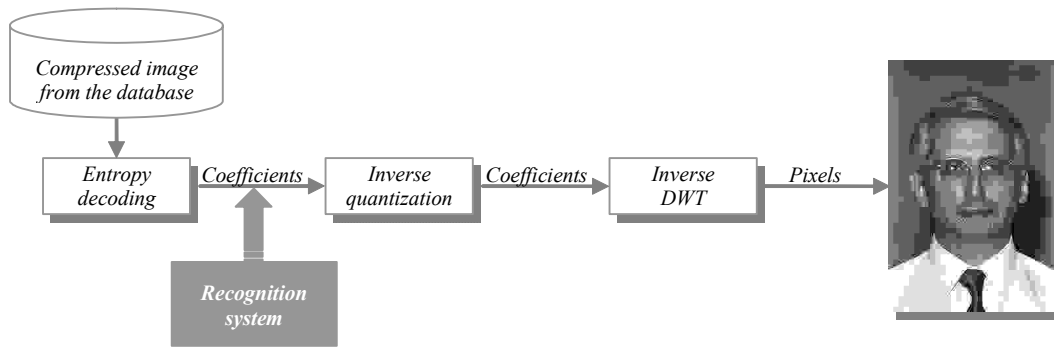 Compressed image
from the database
Entropy
decoding
Coefficients
Inverse
quantization
Coefficients
Inverse
DWT
Pixels
Recognition
system